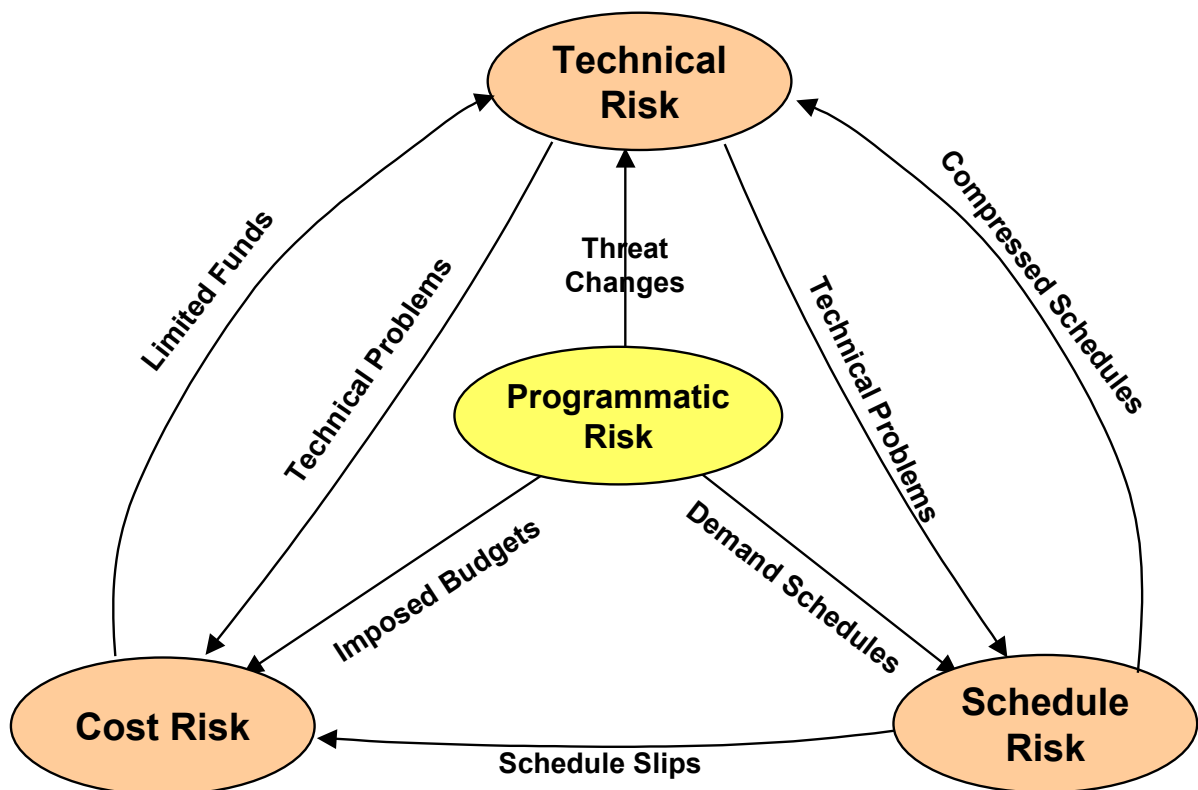 Technical
Risk
Limited Funds
Technical Problems
Threat
Changes
Technical Problems
Compressed Schedules
Programmatic
Risk
Imposed Budgets
Demand Schedules
Cost Risk
Schedule
Risk
Schedule Slips